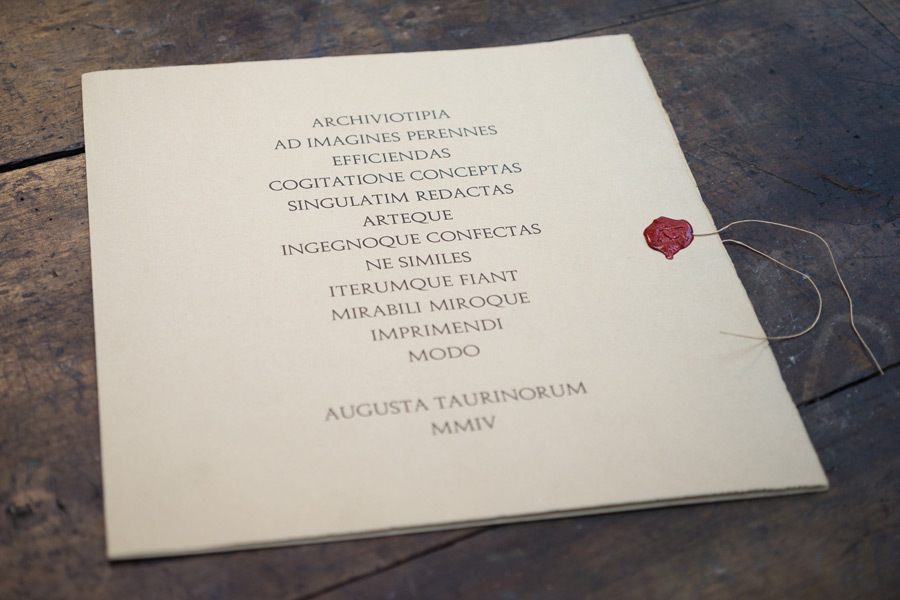 ARCHIVIOTIPIA
AD IMAGINES PERENNES
EFFICIENDAS
COGITATIONE CONCEPTAS
SINGULATIM REDACTAS
ARTEQUE
INGEGNOQUE CONFECTAS
NE SIMILES
ITERUMQUE FIANT
MIRABILI MIROQUE
IMPRIMENDI
MODO
AUGUSTA TAURINORUM
MMIV